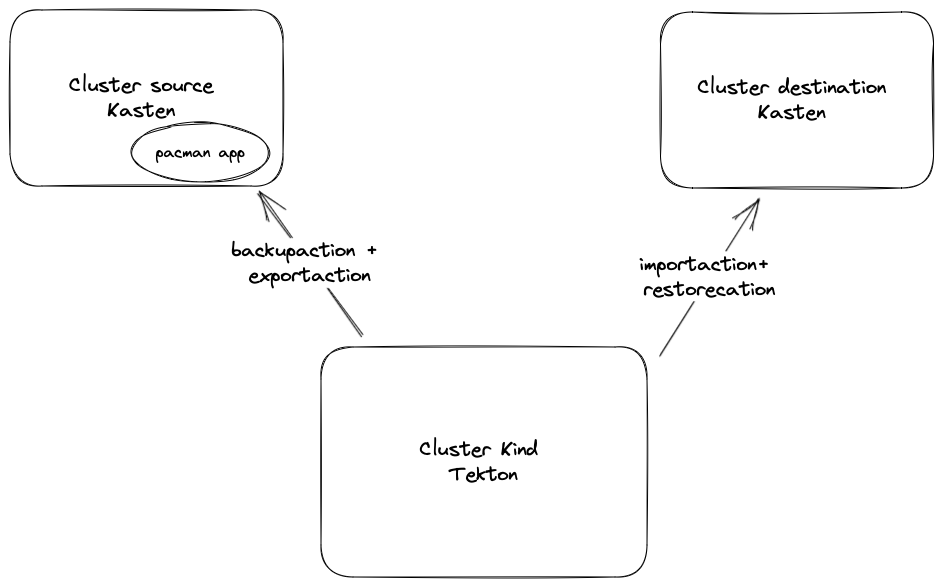 Cluster source
Kasten
pacman app
Cluster destination
Kasten
backupaction +
exportaction
importaction+
restorecation
Cluster Kind
Tekton